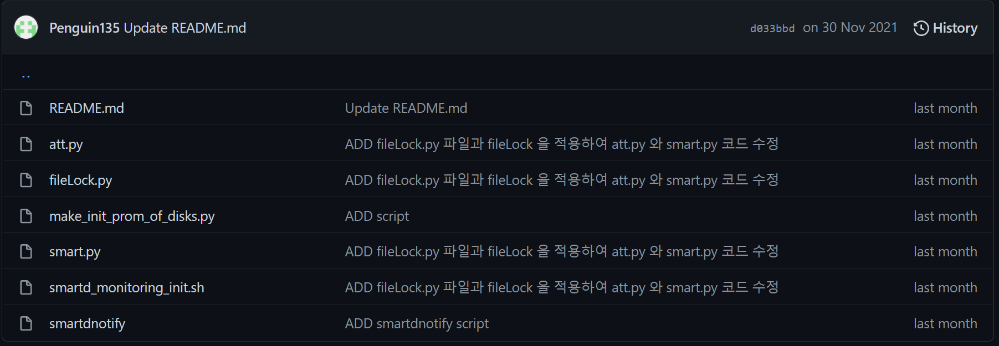 Penguin135 Update README.md d033bbd on 30 Nov 2021 History
..
README.md Update README.md last month
att.py ADD fileLock.py 파일과 fileLock 을 적용하여 att.py 와 smart.py 코드 수정 last month
fileLock.py ADD fileLock.py 파일과 fileLock 을 적용하여 att.py 와 smart.py 코드 수정 last month
make_init_prom_of_disks.py ADD script last month
smart.py ADD fileLock.py 파일과 fileLock 을 적용하여 att.py 와 smart.py 코드 수정 last month
smartd_monitoring_init.sh ADD fileLock.py 파일과 fileLock 을 적용하여 att.py 와 smart.py 코드 수정 last month
smartdnotify ADD smartdnotify script last month